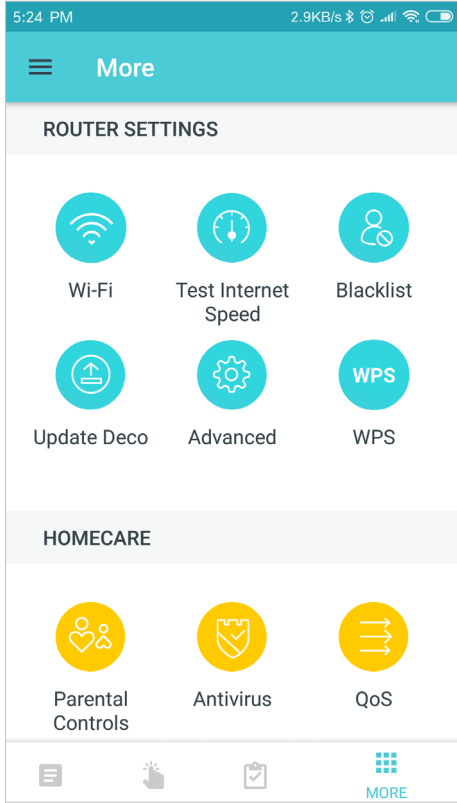 5:24 PM 2.9KB/s
More
ROUTER SETTINGS
Wi-Fi Test Internet Blacklist
Speed
WPS
Update Deco Advanced WPS
HOMECARE
Parental Antivirus QoS
Controls
MORE